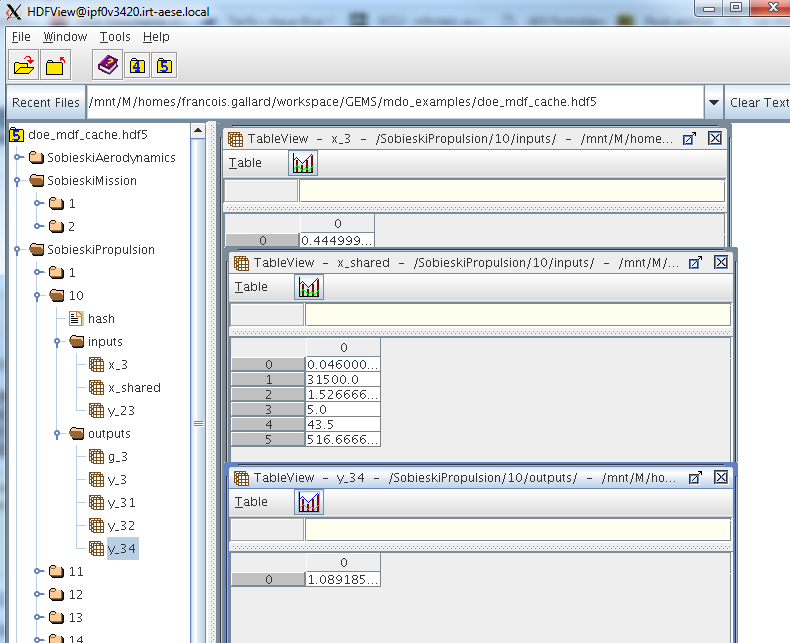 HDFView@ipf0v3420.irt-aese.local
File Window Tools Help
4 5
Recent Files /mnt/M/homes/francois.gallard/workspace/GEMS/mdo_examples/doe_mdf_cache.hdf5 Clear Text
5 doe_mdf_cache.hdf5
SobieskiAerodynamics
SobieskiMission
1
2
SobieskiPropulsion
1
10
hash
inputs
x_3
x_shared
y_23
outputs
g_3
y_3
y_31
y_32
y_34
11
12
13
14
TableView - x_3 - /SobieskiPropulsion/10/inputs/ - /mnt/M/home...
Table
0
0 0.444999...
TableView - x_shared - /SobieskiPropulsion/10/inputs/ - /mnt/M/...
Table
0
0 0.046000...
1 31500.0
2 1.526666...
3 5.0
4 43.5
5 516.6666...
TableView - y_34 - /SobieskiPropulsion/10/outputs/ - /mnt/M/ho...
Table
0
0 1.089185...